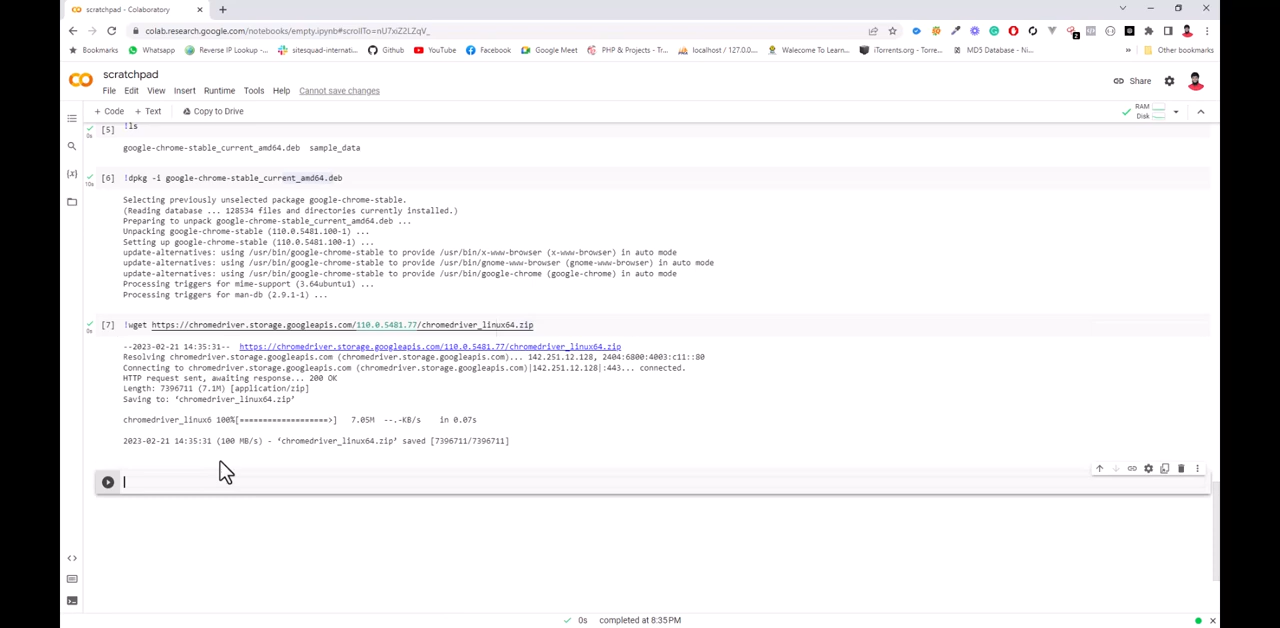 scratchpad - Colaboratory
colab.research.google.com/notebooks/empty.ipynb#scrollTo=nU7xiZ2LZqV_
Bookmarks Whatsapp Reverse IP Lookup -... sitesquad-internati... Github YouTube Facebook Google Meet PHP & Projects - Tru... localhost / 127.0.0... Walcome To Learn... iTorrents.org - Torre... MD5 Database - Ni... » Other bookmarks
scratchpad
Share
File Edit View Insert Runtime Tools Help Cannot save changes
+ Code + Text Copy to Drive
RAM
Disk
[5] !ls
0s
google-chrome-stable_current_amd64.deb sample_data
[6] !dpkg -i google-chrome-stable_current_amd64.deb
10s
Selecting previously unselected package google-chrome-stable.
(Reading database ... 128534 files and directories currently installed.)
Preparing to unpack google-chrome-stable_current_amd64.deb ...
Unpacking google-chrome-stable (110.0.5481.100-1) ...
Setting up google-chrome-stable (110.0.5481.100-1) ...
update-alternatives: using /usr/bin/google-chrome-stable to provide /usr/bin/x-www-browser (x-www-browser) in auto mode
update-alternatives: using /usr/bin/google-chrome-stable to provide /usr/bin/gnome-www-browser (gnome-www-browser) in auto mode
update-alternatives: using /usr/bin/google-chrome-stable to provide /usr/bin/google-chrome (google-chrome) in auto mode
Processing triggers for mime-support (3.64ubuntu1) ...
Processing triggers for man-db (2.9.1-1) ...
[7] !wget https://chromedriver.storage.googleapis.com/110.0.5481.77/chromedriver_linux64.zip
0s
--2023-02-21 14:35:31-- https://chromedriver.storage.googleapis.com/110.0.5481.77/chromedriver_linux64.zip
Resolving chromedriver.storage.googleapis.com (chromedriver.storage.googleapis.com)... 142.251.12.128, 2404:6800:4003:c11::80
Connecting to chromedriver.storage.googleapis.com (chromedriver.storage.googleapis.com)|142.251.12.128|:443... connected.
HTTP request sent, awaiting response... 200 OK
Length: 7396711 (7.1M) [application/zip]
Saving to: ‘chromedriver_linux64.zip’
chromedriver_linux6 100%[===================>] 7.05M --.-KB/s in 0.07s
2023-02-21 14:35:31 (100 MB/s) - ‘chromedriver_linux64.zip’ saved [7396711/7396711]
0s completed at 8:35 PM